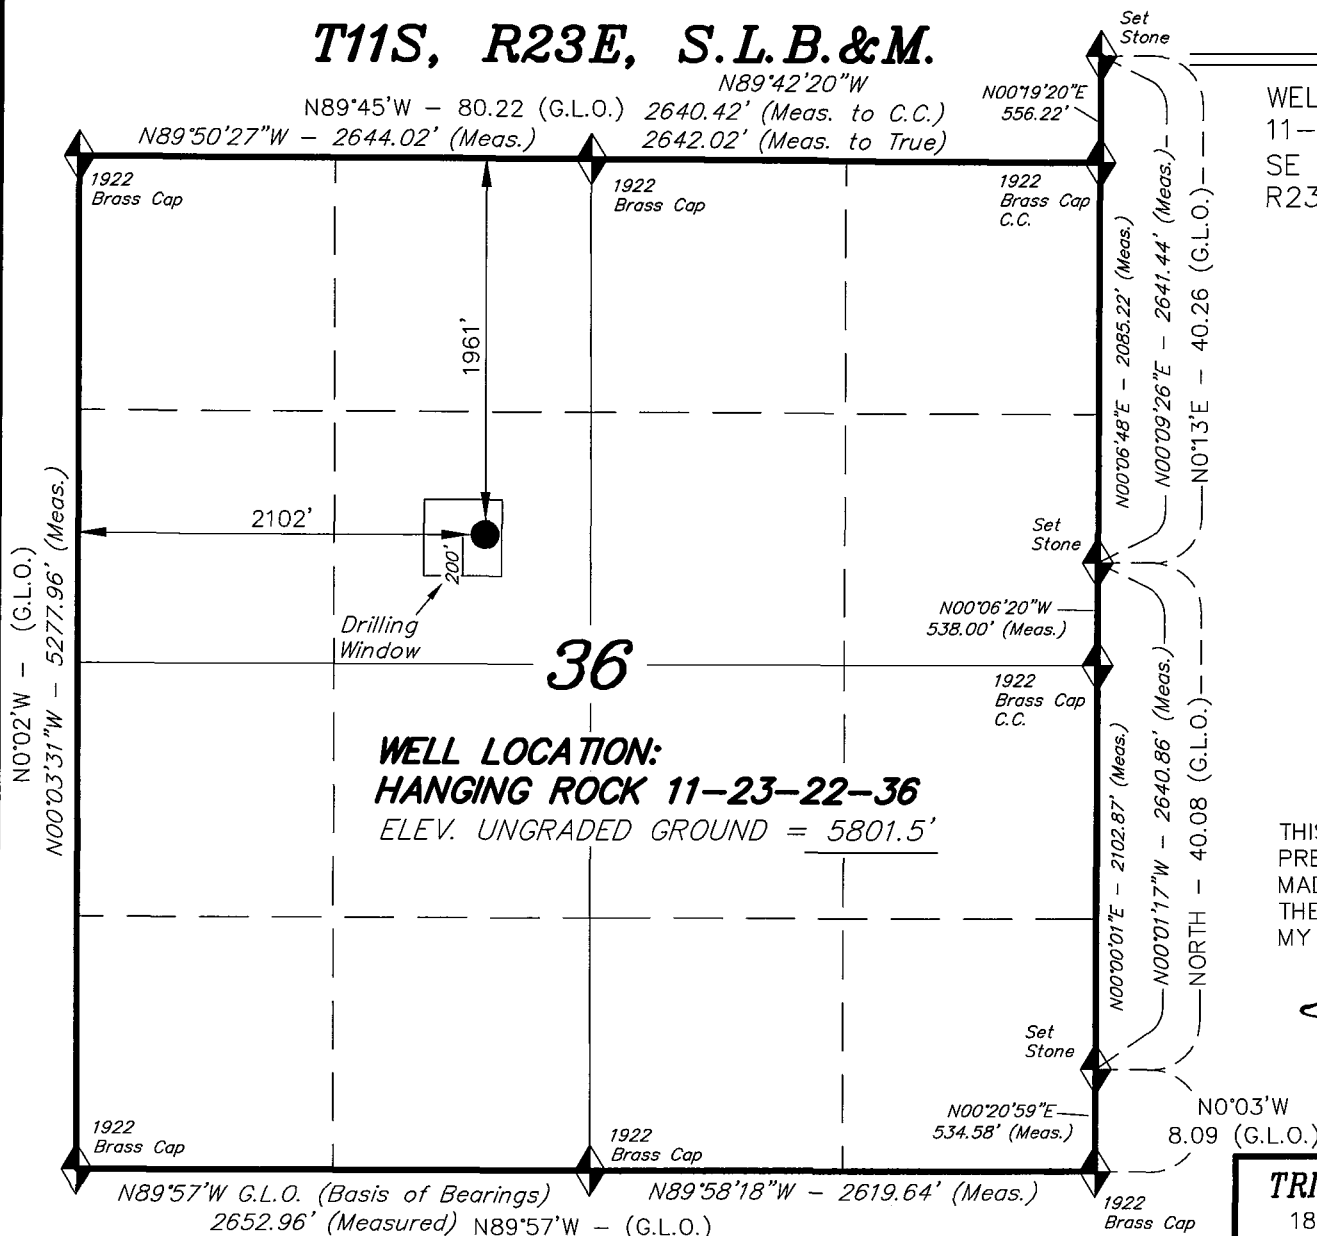 T11S, R23E, S.L.B.&M.
Set
Stone
N89°42'20"W
N89°45'W – 80.22 (G.L.O.)
2640.42' (Meas. to C.C.)
N89°50'27"W – 2644.02' (Meas.)
2642.02' (Meas. to True)
N00°19'20"E
556.22'
WEL
11–
SE
R23
1922
Brass Cap
1922
Brass Cap
1922
Brass Cap
C.C.
N00°06'48"E – 2085.22' (Meas.)
N00°09'26"E – 2641.44' (Meas.)
N0°13'E – 40.26 (G.L.O.)
1961'
2102'
200'
Drilling
Window
Set
Stone
N00°06'20"W
538.00' (Meas.)
N0°02'W – (G.L.O.)
N00°03'31"W – 5277.96' (Meas.)
36
1922
Brass Cap
C.C.
WELL LOCATION:
HANGING ROCK 11–23–22–36
ELEV. UNGRADED GROUND = 5801.5'
N00°00'01"E – 2102.87' (Meas.)
N00°01'17"W – 2640.86' (Meas.)
NORTH – 40.08 (G.L.O.)
THIS
PRE
MAD
THE
MY
Set
Stone
N00°20'59"E
534.58' (Meas.)
N0°03'W
8.09 (G.L.O.)
1922
Brass Cap
1922
Brass Cap
N89°57'W G.L.O. (Basis of Bearings)
2652.96' (Measured)
N89°58'18"W – 2619.64' (Meas.)
N89°57'W – (G.L.O.)
1922
Brass Cap
TRI
18